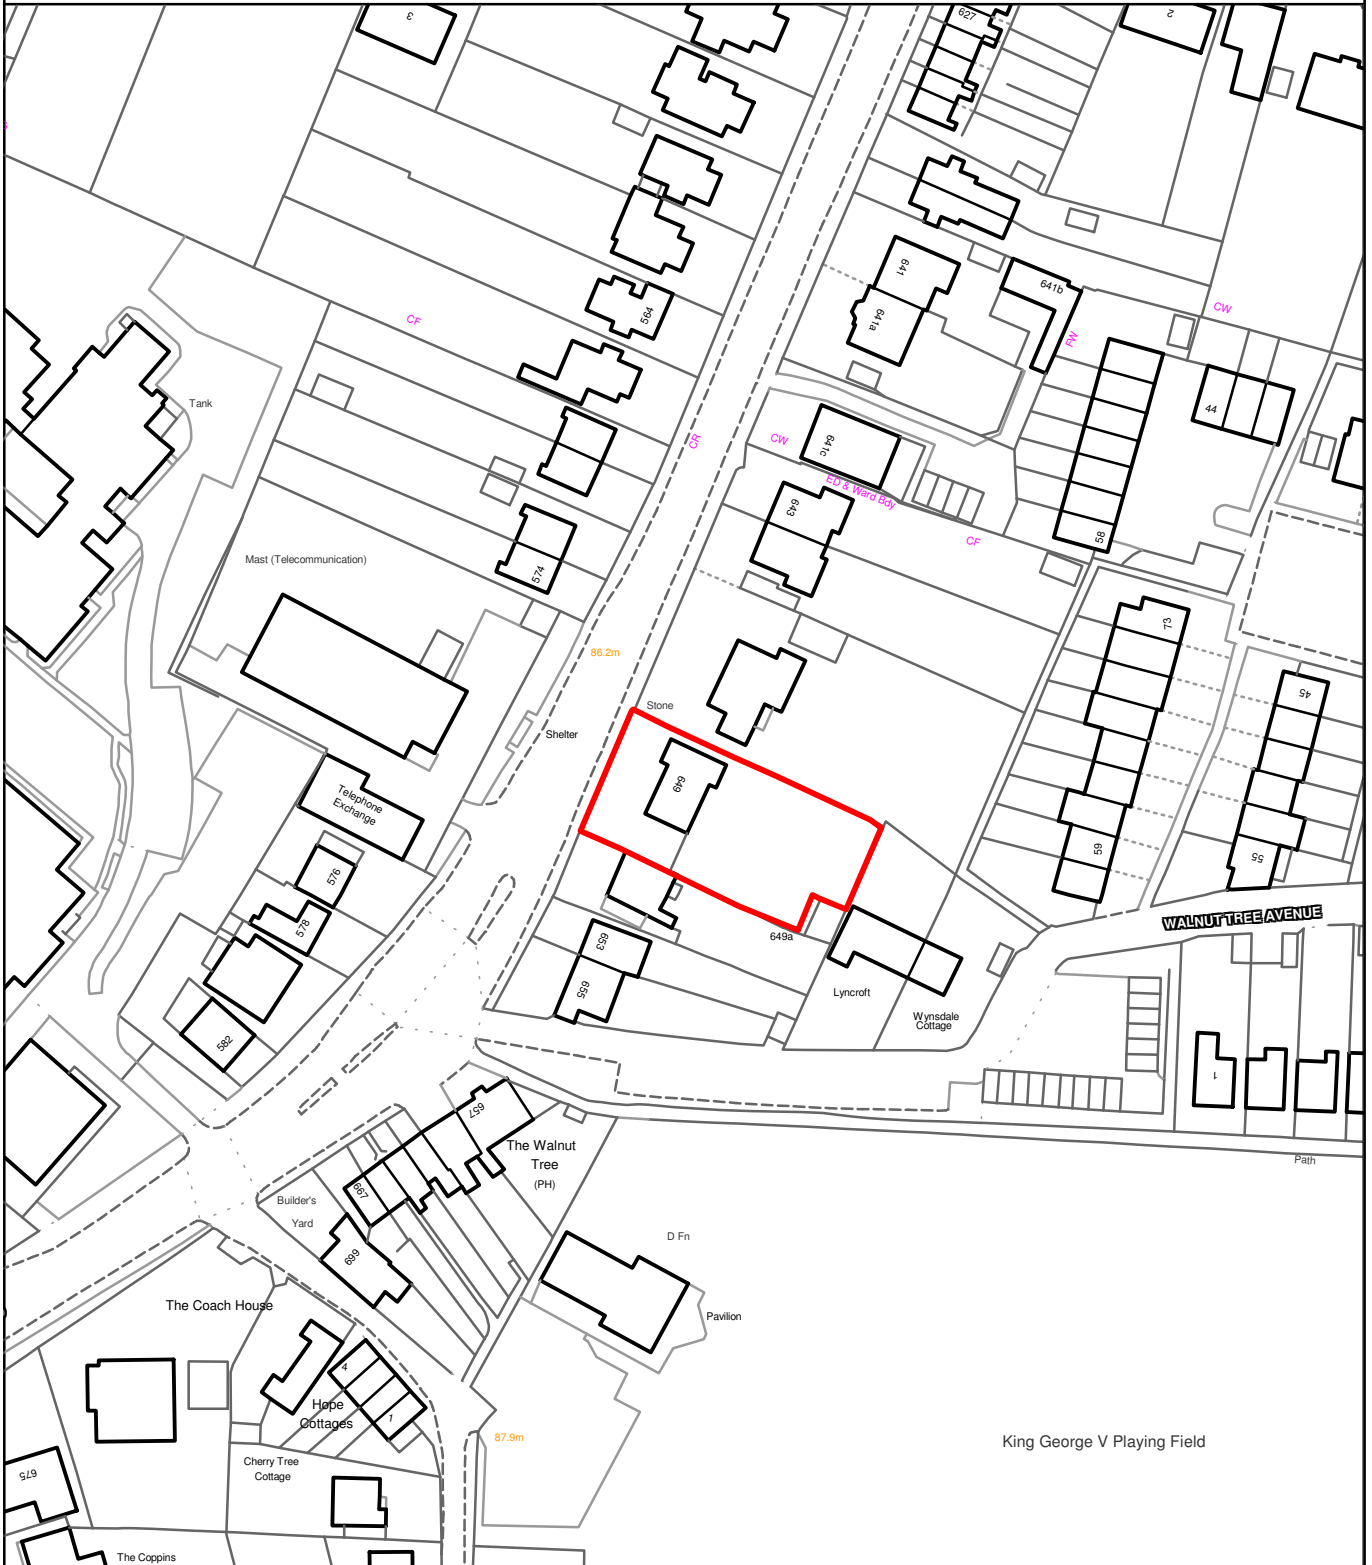 3
627
2
641
641b
CW
641a
FW
564
CF
Tank
44
CR
CW
641c
ED & Ward Bdy
643
58
CF
574
Mast (Telecommunication)
73
86.2m
45
Stone
Shelter
649
Telephone
Exchange
59
55
576
578
WALNUT TREE AVENUE
649a
653
655
Lyncroft
Wynsdale
Cottage
582
1
657
The Walnut
Tree
(PH)
Path
667
Builder's
Yard
699
D Fn
The Coach House
Pavilion
4
Hope
Cottages
1
87.9m
King George V Playing Field
Cherry Tree
Cottage
675
The Coppins